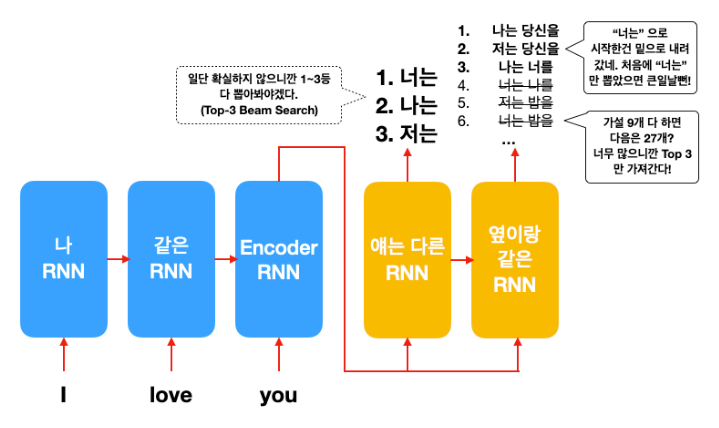 일단 확실하지 않으니깐 1~3등
다 뽑아봐야겠다.
(Top-3 Beam Search)
1. 너는
2. 나는
3. 저는
1. 나는 당신을
2. 저는 당신을
3. 나는 너를
4. 너는 나를
5. 저는 밥을
6. 너는 밥을
...
“너는” 으로
시작한건 밑으로 내려
갔네. 처음에 “너는”
만 뽑았으면 큰일날뻔!
가설 9개 다 하면
다음은 27개?
너무 많으니깐 Top 3
만 가져간다!
나
RNN
같은
RNN
Encoder
RNN
얘는 다른
RNN
옆이랑
같은
RNN
I
love
you